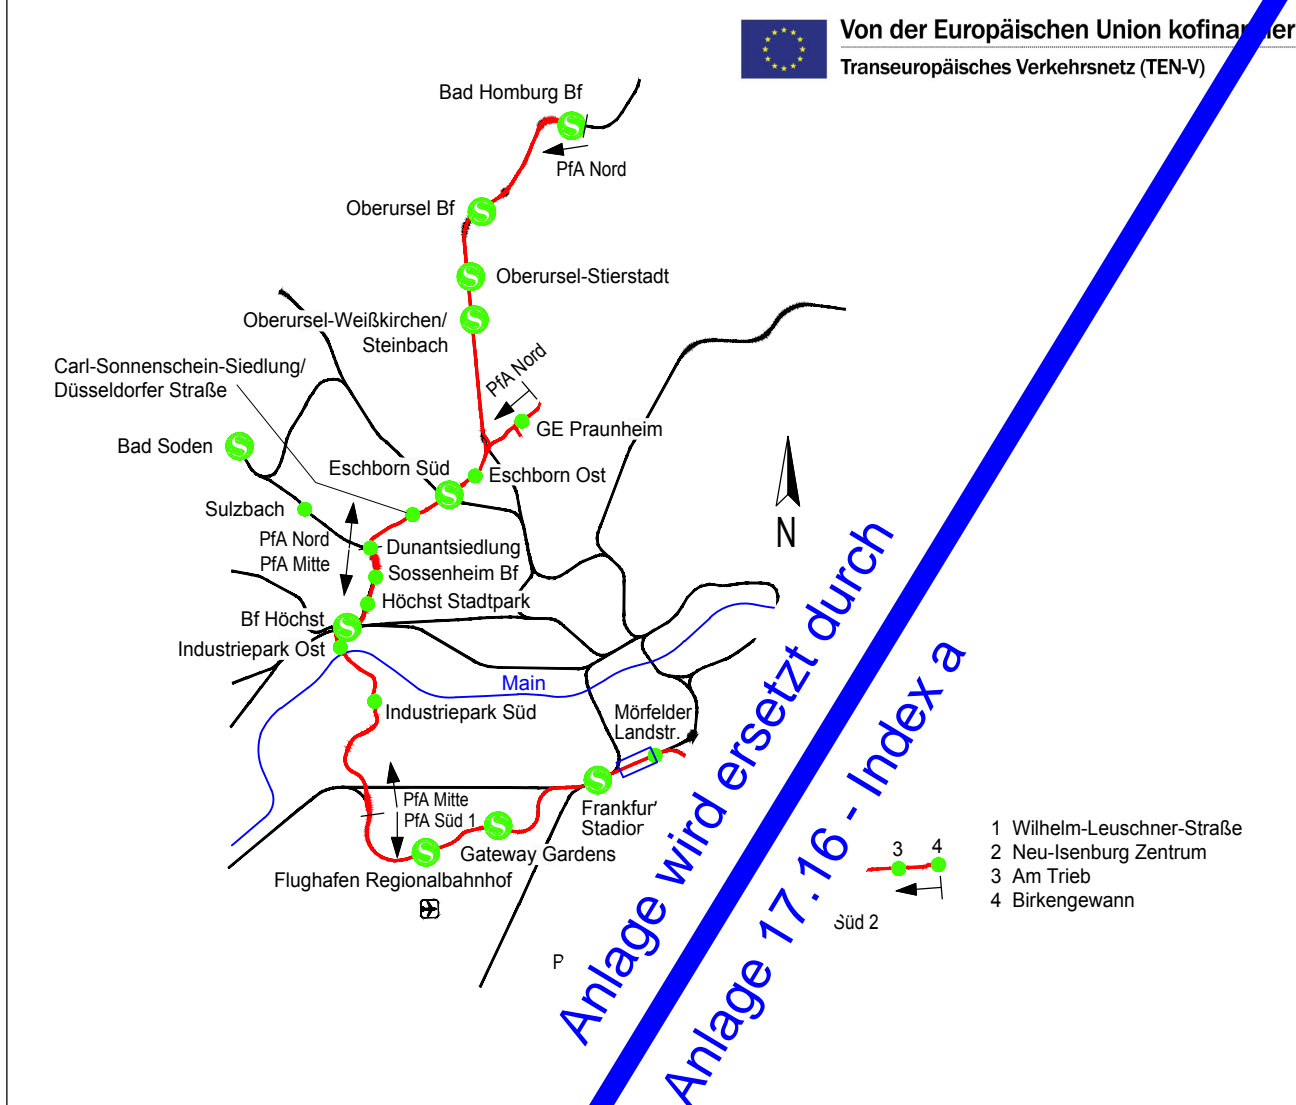 Von der Europäischen Union
Transeuropäisches Verkehrsnetz (TEN-V)
Bad Homburg Bf
PfA Nord
Oberursel Bf
Oberursel-Stierstadt
Oberursel-Weißkirchen/
Steinbach
Carl-Sonnenschein-Siedlung/
Düsseldorfer Straße
PfA Nord
GE Praunheim
Bad Soden
Eschborn Süd
Eschborn Ost
Sulzbach
PfA Nord
PfA Mitte
Dunantsiedlung
Sossenheim Bf
Höchst Stadtpark
Bf Höchst
Industriepark Ost
N
Main
Industriepark Süd
Mörfelder
Landstr.
PfA Mitte
PfA Süd 1
Gateway Gardens
Flughafen Regionalbahnhof
3 4
Süd 2
1 Wilhelm-Leuschner-Straße
2 Neu-Isenburg Zentrum
3 Am Trieb
4 Birkengewann
Anlage wird ersetzt durch
Anlage 17.16 - Index a